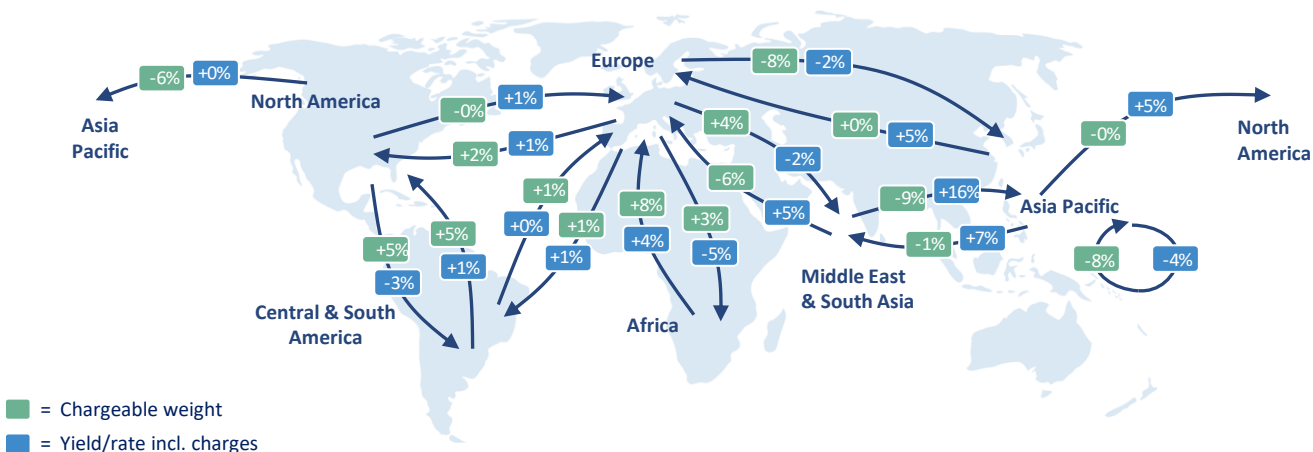 Europe
-8%
-2%
-6%
+0%
North America
Asia
Pacific
-0%
+1%
+2%
+1%
+4%
-2%
+0%
+5%
-0%
+5%
North
America
-6%
+5%
-9%
+16%
Asia Pacific
-1%
+7%
-8%
-4%
+1%
+0%
+1%
+1%
+8%
+4%
+3%
-5%
+5%
-3%
+5%
+1%
Middle East
& South Asia
Central & South
America
Africa
= Chargeable weight
= Yield/rate incl. charges